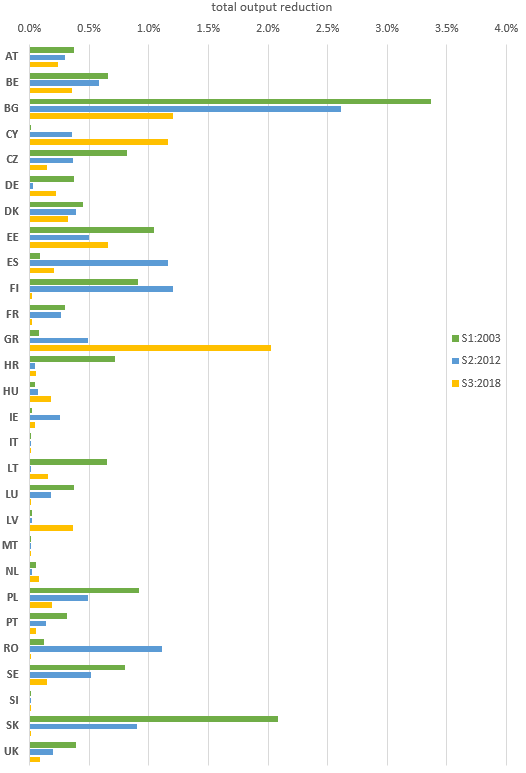 total output reduction
0.0% 0.5% 1.0% 1.5% 2.0% 2.5% 3.0% 3.5% 4.0%
AT
BE
BG
CY
CZ
DE
DK
EE
ES
FI
FR
GR
HR
HU
IE
IT
LT
LU
LV
MT
NL
PL
PT
RO
SE
SI
SK
UK
S1:2003
S2:2012
S3:2018